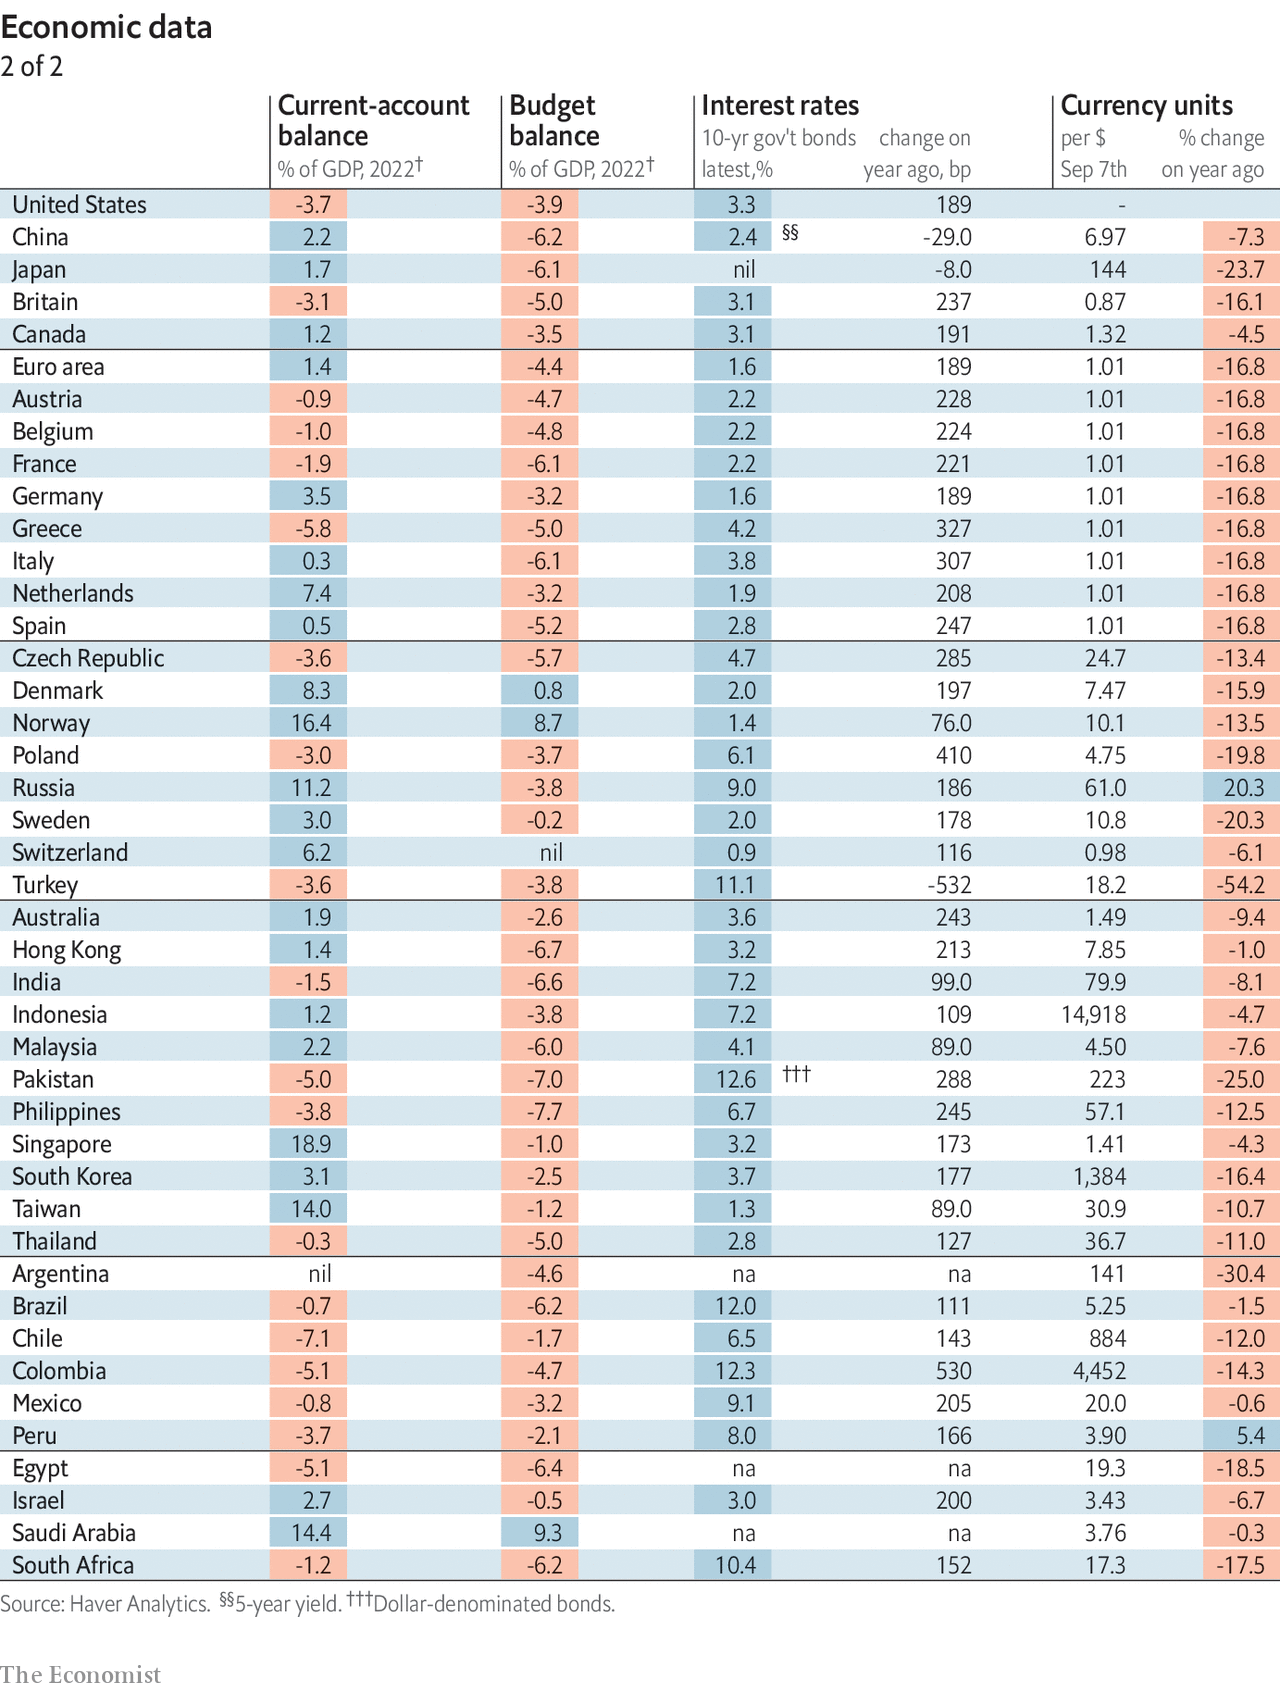 Economic data
2 of 2
Current-account balance % of GDP, 2022† Budget balance % of GDP, 2022† Interest rates 10-yr gov't bonds latest,% change on year ago, bp Currency units per $ Sep 7th % change on year ago
United States -3.7 -3.9 3.3 189 -
China 2.2 -6.2 2.4 §§ -29.0 6.97 -7.3
Japan 1.7 -6.1 nil -8.0 144 -23.7
Britain -3.1 -5.0 3.1 237 0.87 -16.1
Canada 1.2 -3.5 3.1 191 1.32 -4.5
Euro area 1.4 -4.4 1.6 189 1.01 -16.8
Austria -0.9 -4.7 2.2 228 1.01 -16.8
Belgium -1.0 -4.8 2.2 224 1.01 -16.8
France -1.9 -6.1 2.2 221 1.01 -16.8
Germany 3.5 -3.2 1.6 189 1.01 -16.8
Greece -5.8 -5.0 4.2 327 1.01 -16.8
Italy 0.3 -6.1 3.8 307 1.01 -16.8
Netherlands 7.4 -3.2 1.9 208 1.01 -16.8
Spain 0.5 -5.2 2.8 247 1.01 -16.8
Czech Republic -3.6 -5.7 4.7 285 24.7 -13.4
Denmark 8.3 0.8 2.0 197 7.47 -15.9
Norway 16.4 8.7 1.4 76.0 10.1 -13.5
Poland -3.0 -3.7 6.1 410 4.75 -19.8
Russia 11.2 -3.8 9.0 186 61.0 20.3
Sweden 3.0 -0.2 2.0 178 10.8 -20.3
Switzerland 6.2 nil 0.9 116 0.98 -6.1
Turkey -3.6 -3.8 11.1 -532 18.2 -54.2
Australia 1.9 -2.6 3.6 243 1.49 -9.4
Hong Kong 1.4 -6.7 3.2 213 7.85 -1.0
India -1.5 -6.6 7.2 99.0 79.9 -8.1
Indonesia 1.2 -3.8 7.2 109 14,918 -4.7
Malaysia 2.2 -6.0 4.1 89.0 4.50 -7.6
Pakistan -5.0 -7.0 12.6 ††† 288 223 -25.0
Philippines -3.8 -7.7 6.7 245 57.1 -12.5
Singapore 18.9 -1.0 3.2 173 1.41 -4.3
South Korea 3.1 -2.5 3.7 177 1,384 -16.4
Taiwan 14.0 -1.2 1.3 89.0 30.9 -10.7
Thailand -0.3 -5.0 2.8 127 36.7 -11.0
Argentina nil -4.6 na na 141 -30.4
Brazil -0.7 -6.2 12.0 111 5.25 -1.5
Chile -7.1 -1.7 6.5 143 884 -12.0
Colombia -5.1 -4.7 12.3 530 4,452 -14.3
Mexico -0.8 -3.2 9.1 205 20.0 -0.6
Peru -3.7 -2.1 8.0 166 3.90 5.4
Egypt -5.1 -6.4 na na 19.3 -18.5
Israel 2.7 -0.5 3.0 200 3.43 -6.7
Saudi Arabia 14.4 9.3 na na 3.76 -0.3
South Africa -1.2 -6.2 10.4 152 17.3 -17.5
Source: Haver Analytics. §§5-year yield. †††Dollar-denominated bonds.
The Economist